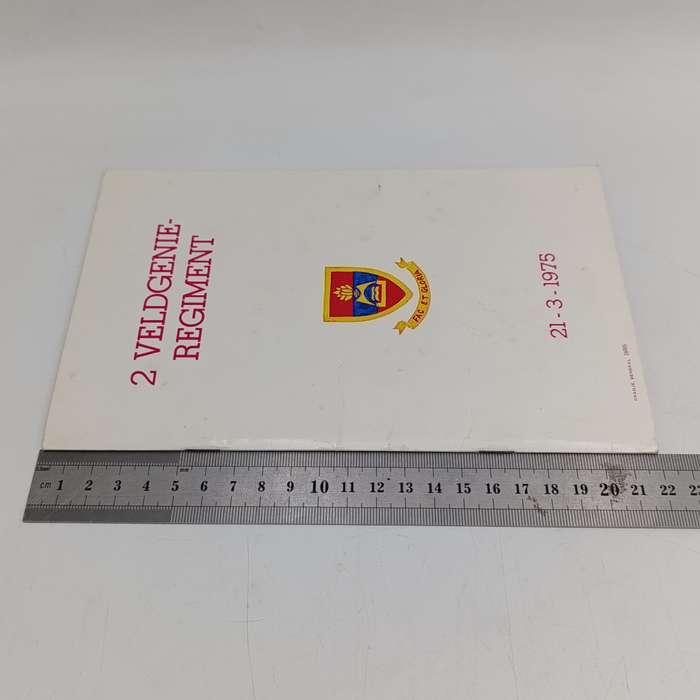 2 VELDGENIE-
REGIMENT
FAC ET GLORIA
21 - 3 - 1975
cm 1 2 3 4 5 6 7 8 9 10 11 12 13 14 15 16 17 18 19 20 21 22